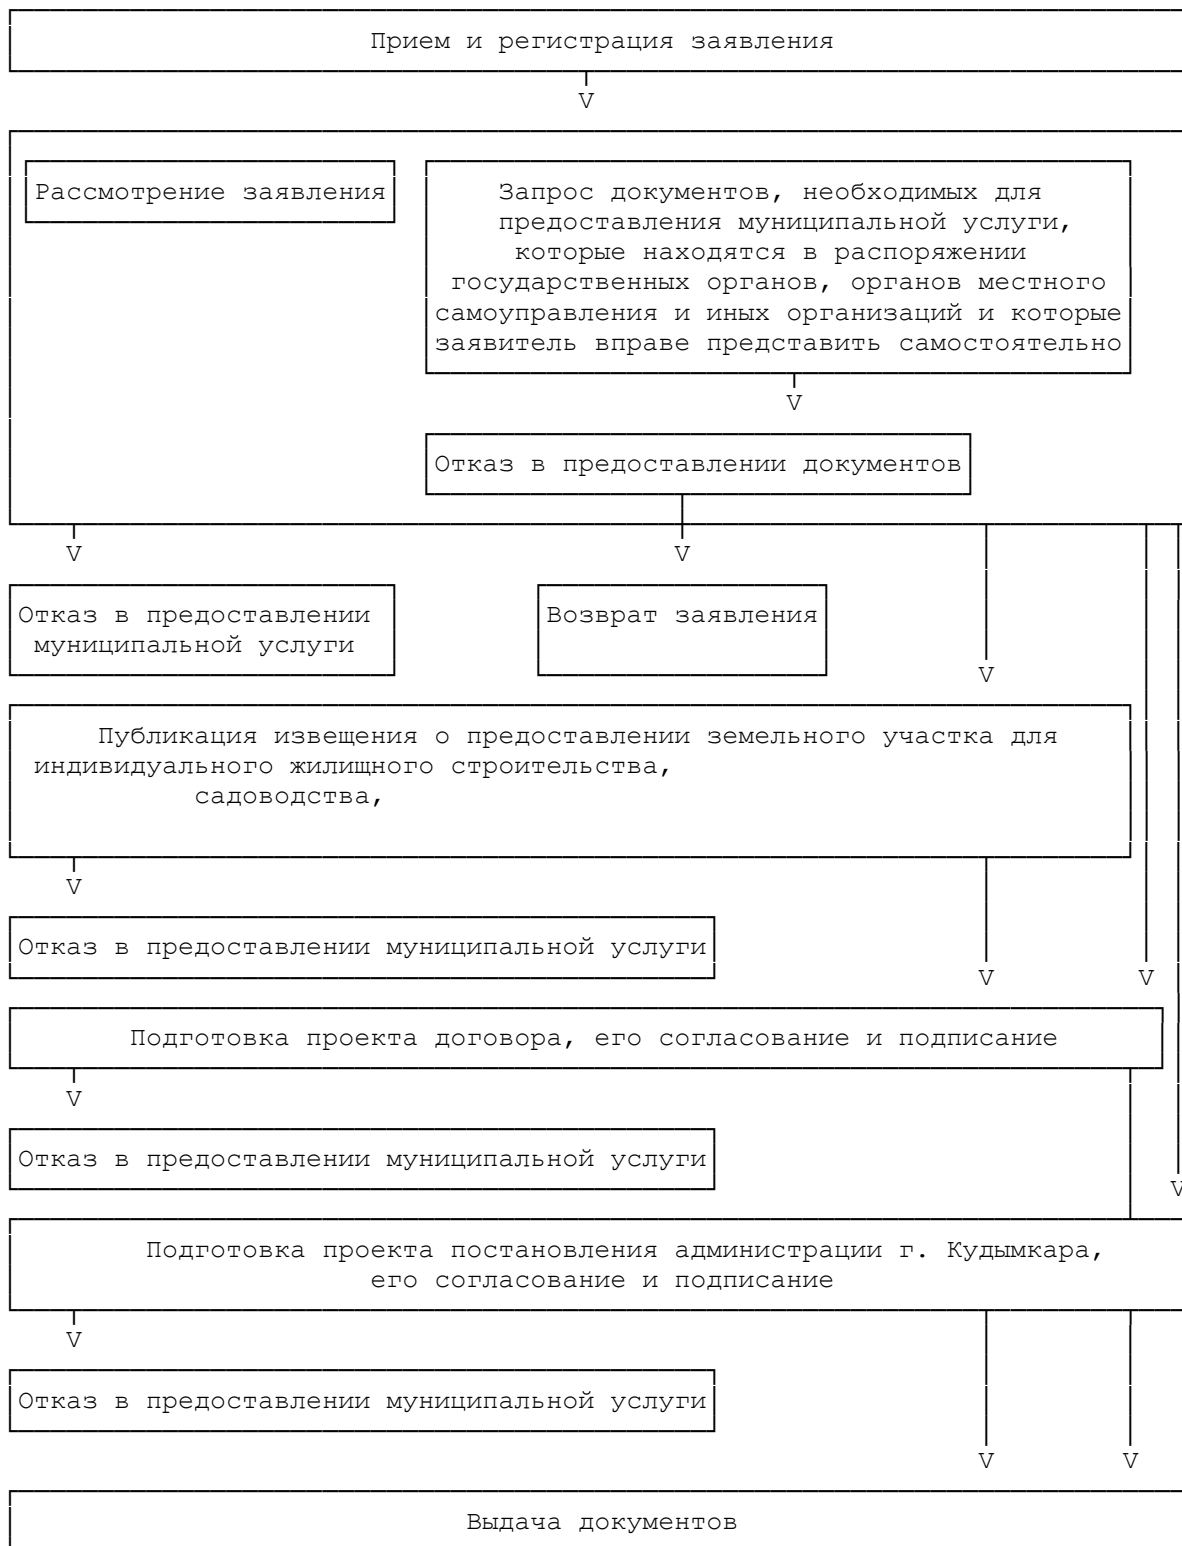 Прием и регистрация заявления
V
Рассмотрение заявления
Запрос документов, необходимых для
предоставления муниципальной услуги,
которые находятся в распоряжении
государственных органов, органов местного
самоуправления и иных организаций и которые
заявитель вправе представить самостоятельно
V
Отказ в предоставлении документов
V V
Отказ в предоставлении
муниципальной услуги
Возврат заявления
V
Публикация извещения о предоставлении земельного участка для
индивидуального жилищного строительства,
садоводства,
V
Отказ в предоставлении муниципальной услуги
V V
Подготовка проекта договора, его согласование и подписание
V
Отказ в предоставлении муниципальной услуги
V
Подготовка проекта постановления администрации г. Кудымкара,
его согласование и подписание
V
Отказ в предоставлении муниципальной услуги
V V
Выдача документов